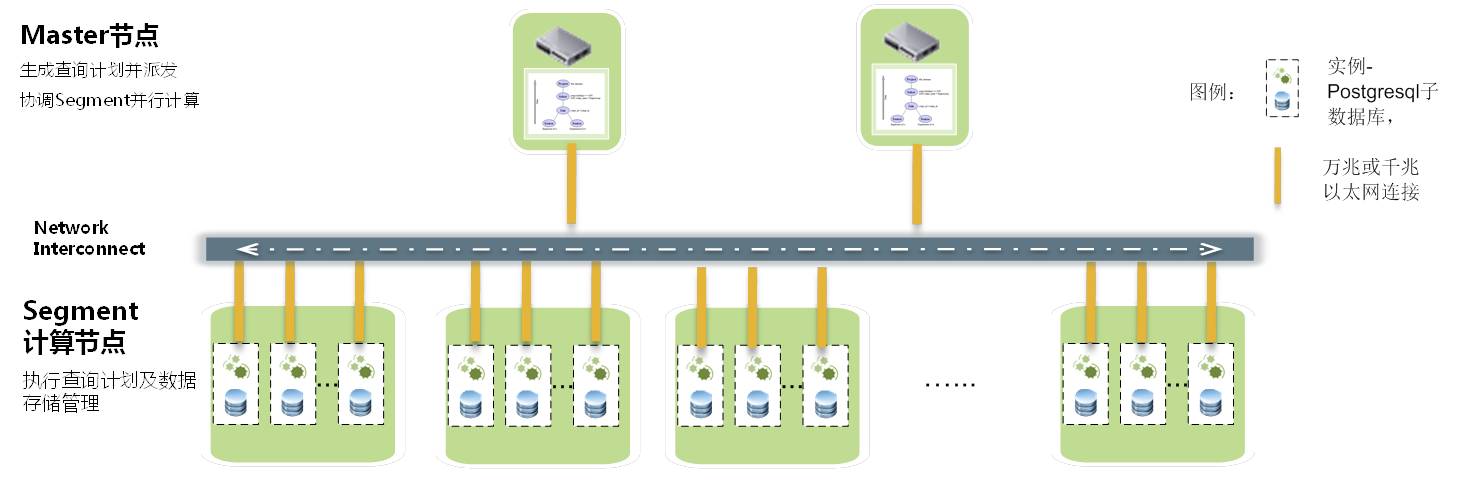 Master节点
生成查询计划并派发
协调Segment并行计算
图例：
实例-
Postgresql子
数据库，
万兆或千兆
以太网连接
Network
Interconnect
Segment
计算节点
执行查询计划及数据
存储管理
...
...
...
......
...